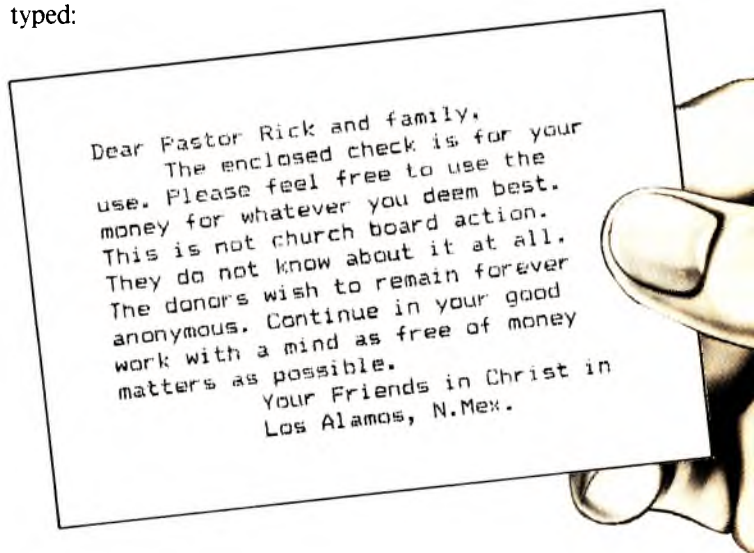 typed:
Dear Pastor Rick and family,
The enclosed check is for your
use. Please feel free to use the
money for whatever you deem best.
This is not church board action.
They do not know about it at all.
The donors wish to remain forever
anonymous. Continue in your good
work with a mind as free of money
matters as possible.
Your Friends in Christ in
Los Alamos, N.Mex.